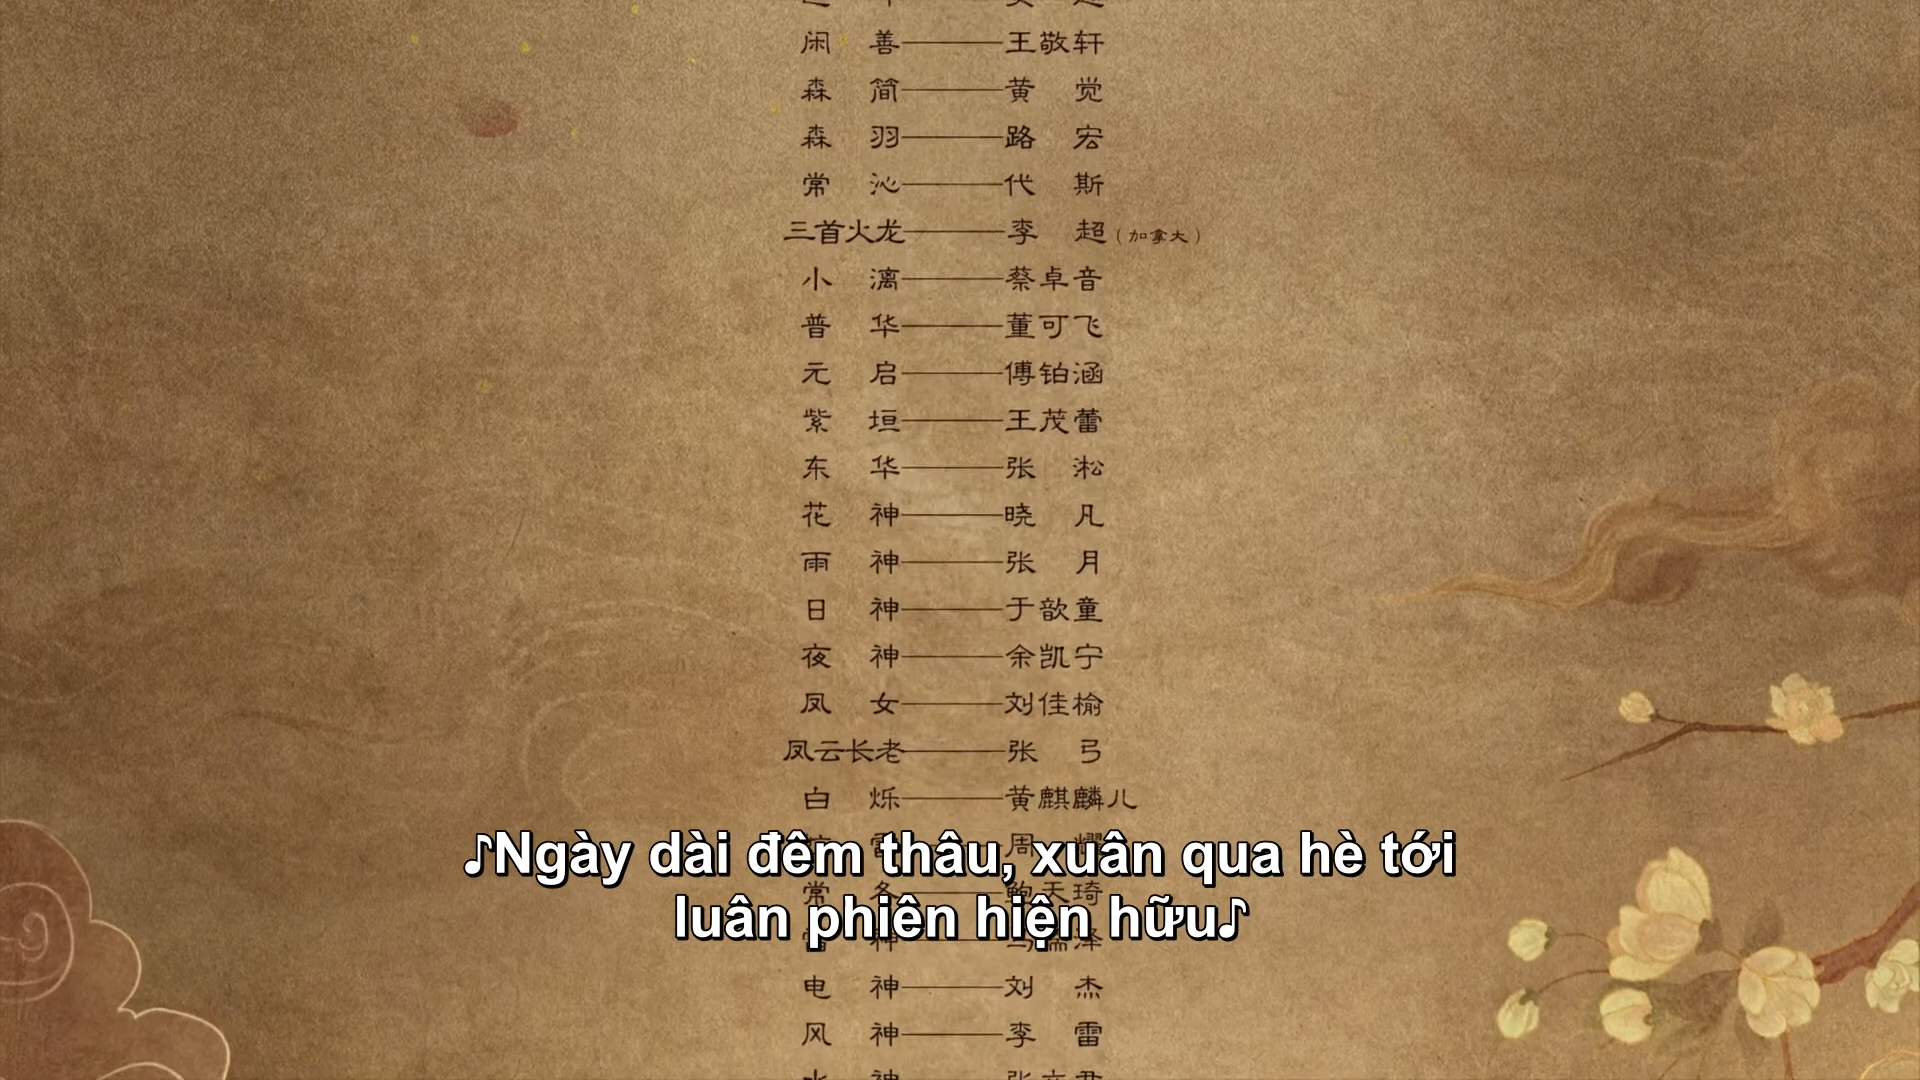 闲善——王敬轩
森简——黄觉
森羽——路宏
常沁——代斯
三首火龙——李超(加拿大)
小漓——蔡卓音
普华——董可飞
元启——傅铂涵
紫垣——王茂蕾
东华——张淞
花神——晓凡
雨神——张月
日神——于歆童
夜神——余凯宁
凤女——刘佳榆
凤云长老——张弓
白烁——黄麒麟儿
♪Ngày dài đêm thâu, xuân qua hè tới
luân phiên hiện hữu♪
电神——刘杰
风神——李雷